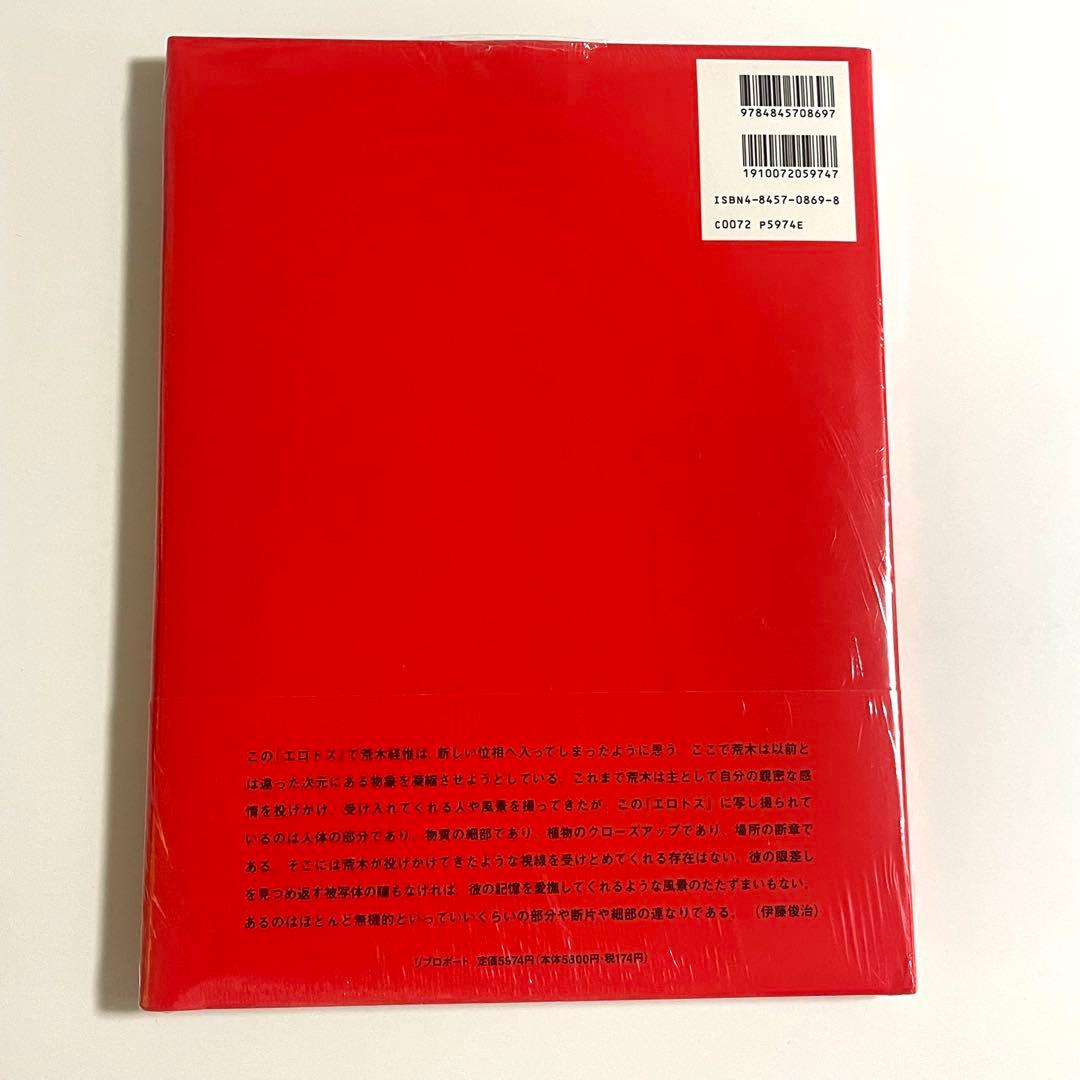 9784845708697
1910072059747
ISBN4-8457-0869-8
C0072 P5974E
この『エロトス』で荒木経惟は、新しい位相へ入ってしまったように思う。ここで荒木は以前と
は違った次元にある物象を凝縮させようとしている。これまで荒木は主として自分の親密な感
情を投げかけ、受け入れてくれる人や風景を撮ってきたが、この『エロトス』に写し撮られて
いるのは人体の部分であり、物質の細部であり、植物のクローズアップであり、場所の断章で
ある。そこには荒木が投げかけてきたような視線を受けとめてくれる存在はない。彼の眼差し
を見つめ返す被写体の瞳もなければ、彼の記憶を愛撫してくれるような風景のたたずまいもない。
あるのはほとんど無機的といっていいくらいの部分や断片や細部の連なりである。（伊藤俊治）
リブロポート 定価5974円（本体5800円・税174円）